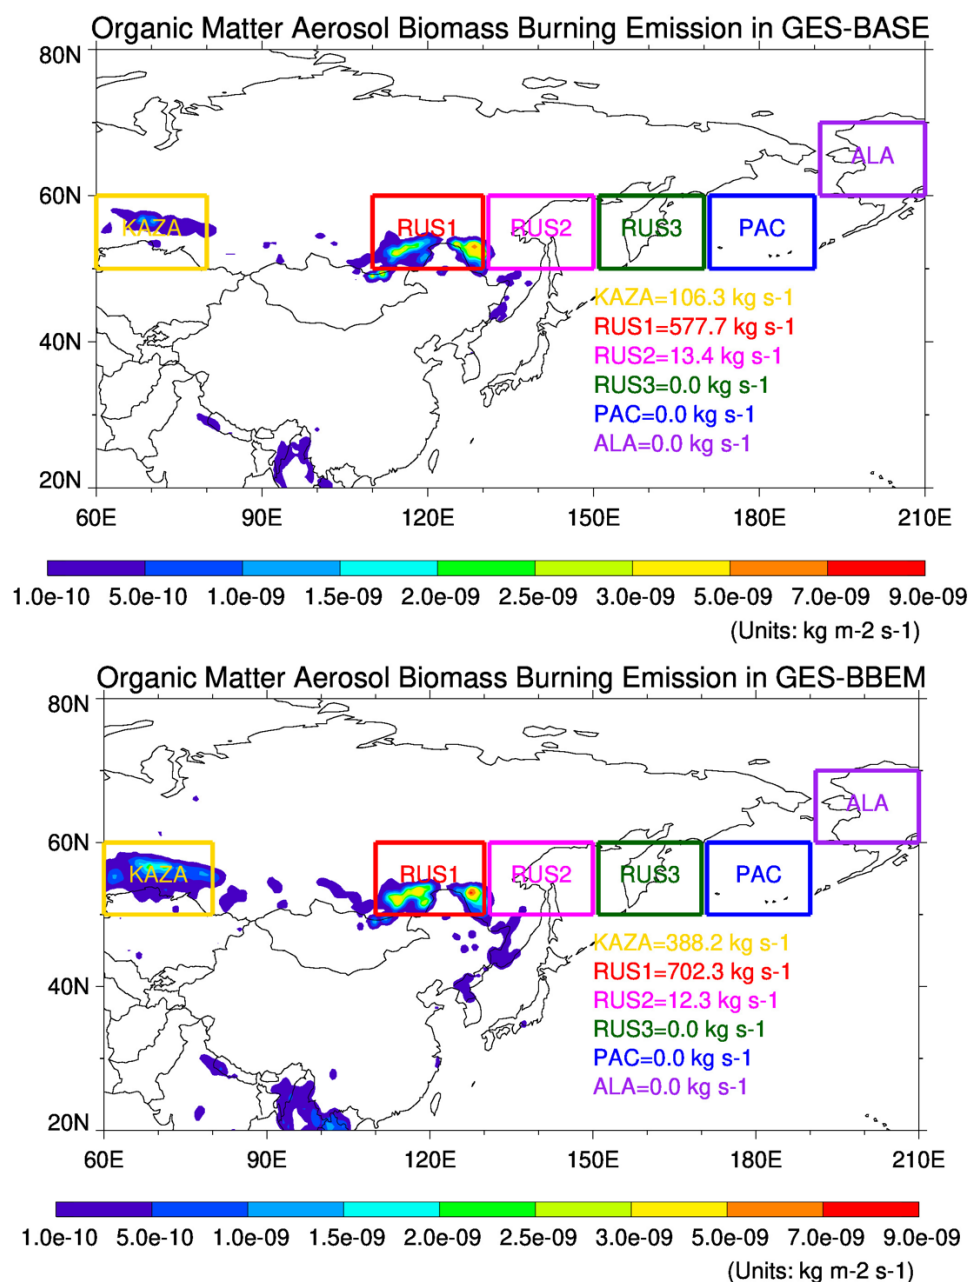 Organic Matter Aerosol Biomass Burning Emission in GES-BASE
80N
ALA
60N
KAZA RUS1 RUS2 RUS3 PAC
KAZA=106.3 kg s-1
RUS1=577.7 kg s-1
40N
RUS2=13.4 kg s-1
RUS3=0.0 kg s-1
PAC=0.0 kg s-1
ALA=0.0 kg s-1
20N
60E 90E 120E 150E 180E 210E
1.0e-10 5.0e-10 1.0e-09 1.5e-09 2.0e-09 2.5e-09 3.0e-09 5.0e-09 7.0e-09 9.0e-09
(Units: kg m-2 s-1)
Organic Matter Aerosol Biomass Burning Emission in GES-BBEM
80N
ALA
60N
KAZA RUS1 RUS2 RUS3 PAC
KAZA=388.2 kg s-1
RUS1=702.3 kg s-1
40N
RUS2=12.3 kg s-1
RUS3=0.0 kg s-1
PAC=0.0 kg s-1
ALA=0.0 kg s-1
20N
60E 90E 120E 150E 180E 210E
1.0e-10 5.0e-10 1.0e-09 1.5e-09 2.0e-09 2.5e-09 3.0e-09 5.0e-09 7.0e-09 9.0e-09
(Units: kg m-2 s-1)